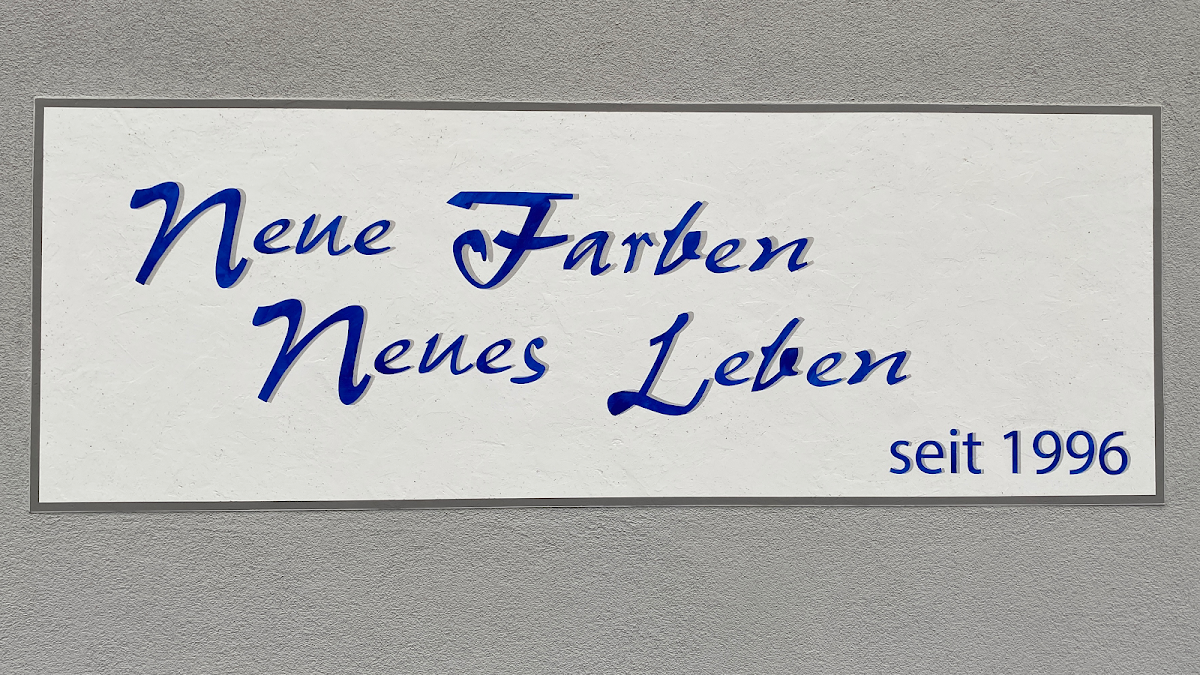 Neue Farben
Neues Leben
seit 1996